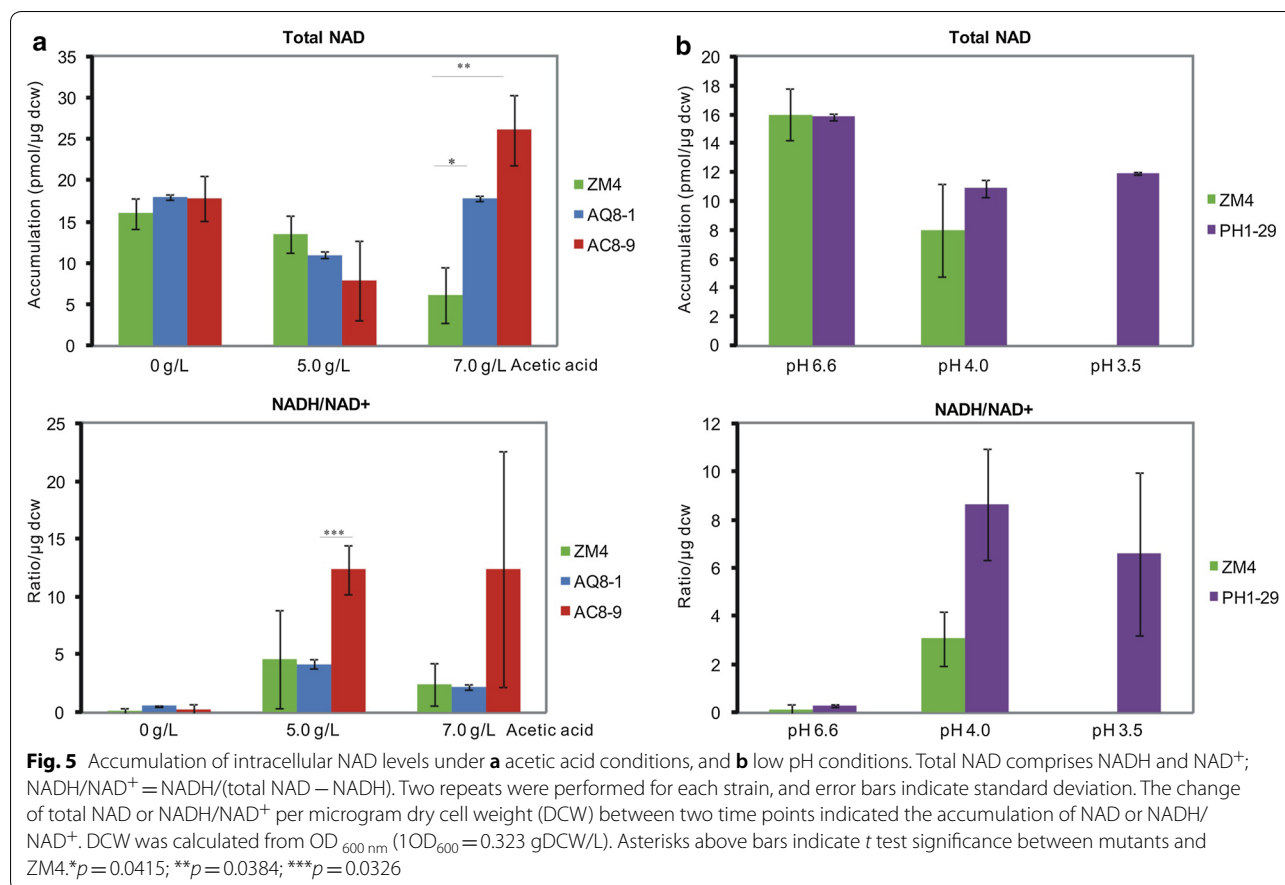 a
Total NAD
35
30
25
20
15
10
5
0
Accumulation (pmol/µg dcw)
**
*
0 g/L 5.0 g/L 7.0 g/L Acetic acid
ZM4
AQ8-1
AC8-9
b
Total NAD
20
18
16
14
12
10
8
6
4
2
0
Accumulation (pmol/µg dcw)
pH 6.6 pH 4.0 pH 3.5
ZM4
PH1-29
NADH/NAD+
25
20
15
10
5
0
Ratio/µg dcw
***
0 g/L 5.0 g/L 7.0 g/L Acetic acid
ZM4
AQ8-1
AC8-9
NADH/NAD+
12
10
8
6
4
2
0
Ratio/µg dcw
pH 6.6 pH 4.0 pH 3.5
ZM4
PH1-29
Fig. 5 Accumulation of intracellular NAD levels under a acetic acid conditions, and b low pH conditions. Total NAD comprises NADH and NAD⁺;
NADH/NAD⁺ = NADH/(total NAD − NADH). Two repeats were performed for each strain, and error bars indicate standard deviation. The change
of total NAD or NADH/NAD⁺ per microgram dry cell weight (DCW) between two time points indicated the accumulation of NAD or NADH/
NAD⁺. DCW was calculated from OD 600 nm (1OD600 = 0.323 gDCW/L). Asterisks above bars indicate t test significance between mutants and
ZM4.*p = 0.0415; **p = 0.0384; ***p = 0.0326